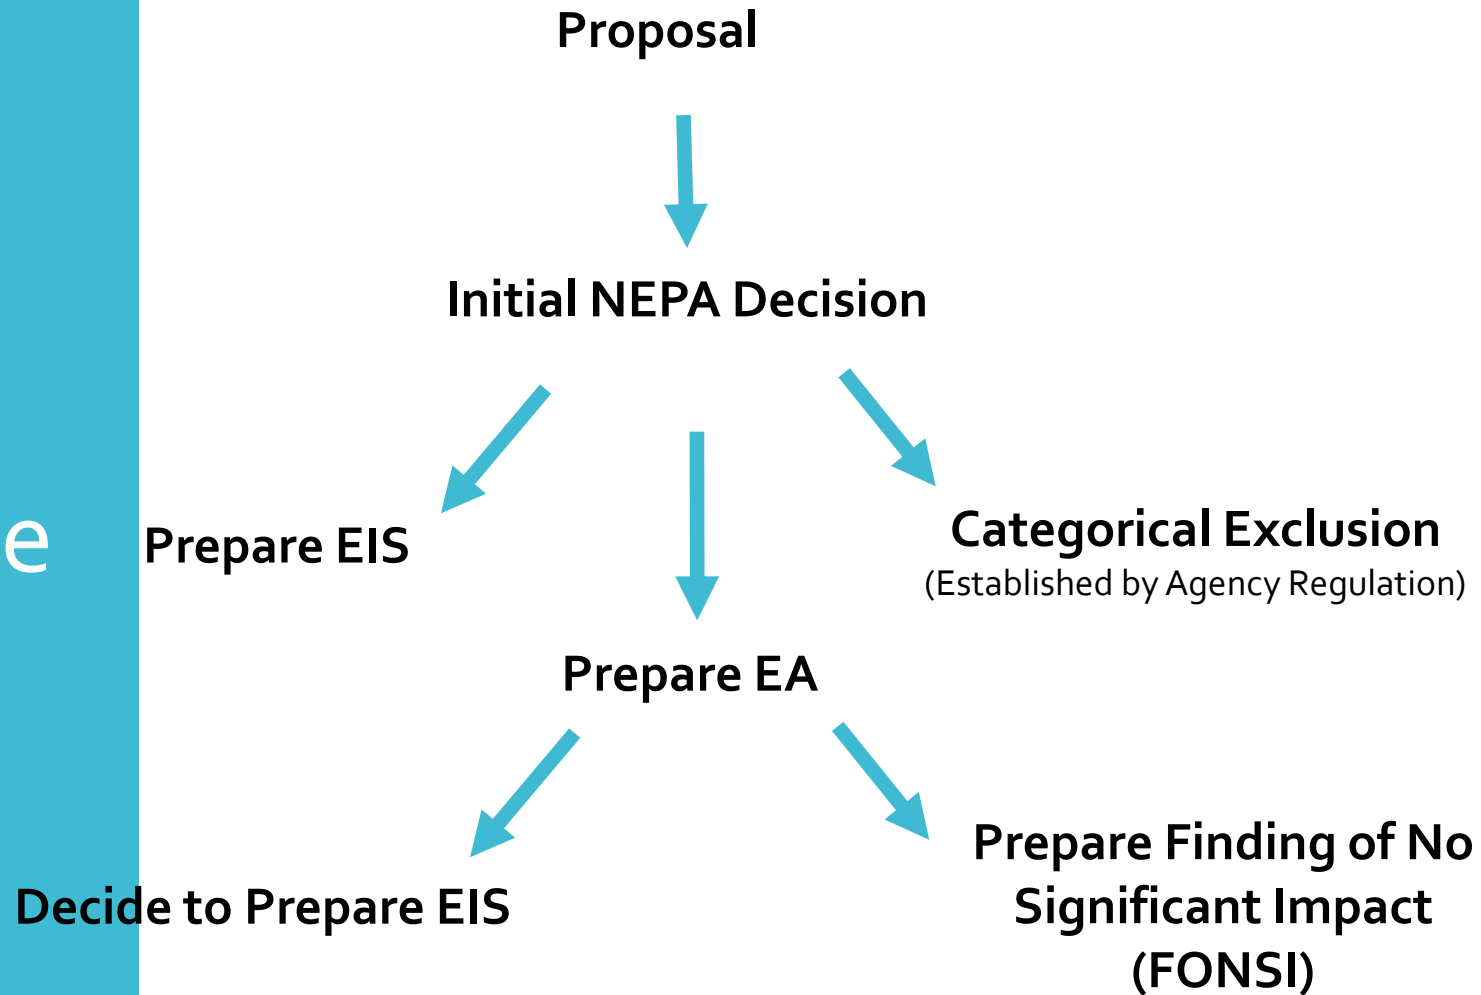 Proposal
Initial NEPA Decision
e
Prepare EIS
Categorical Exclusion
(Established by Agency Regulation)
Prepare EA
Decide to Prepare EIS
Prepare Finding of No
Significant Impact
(FONSI)